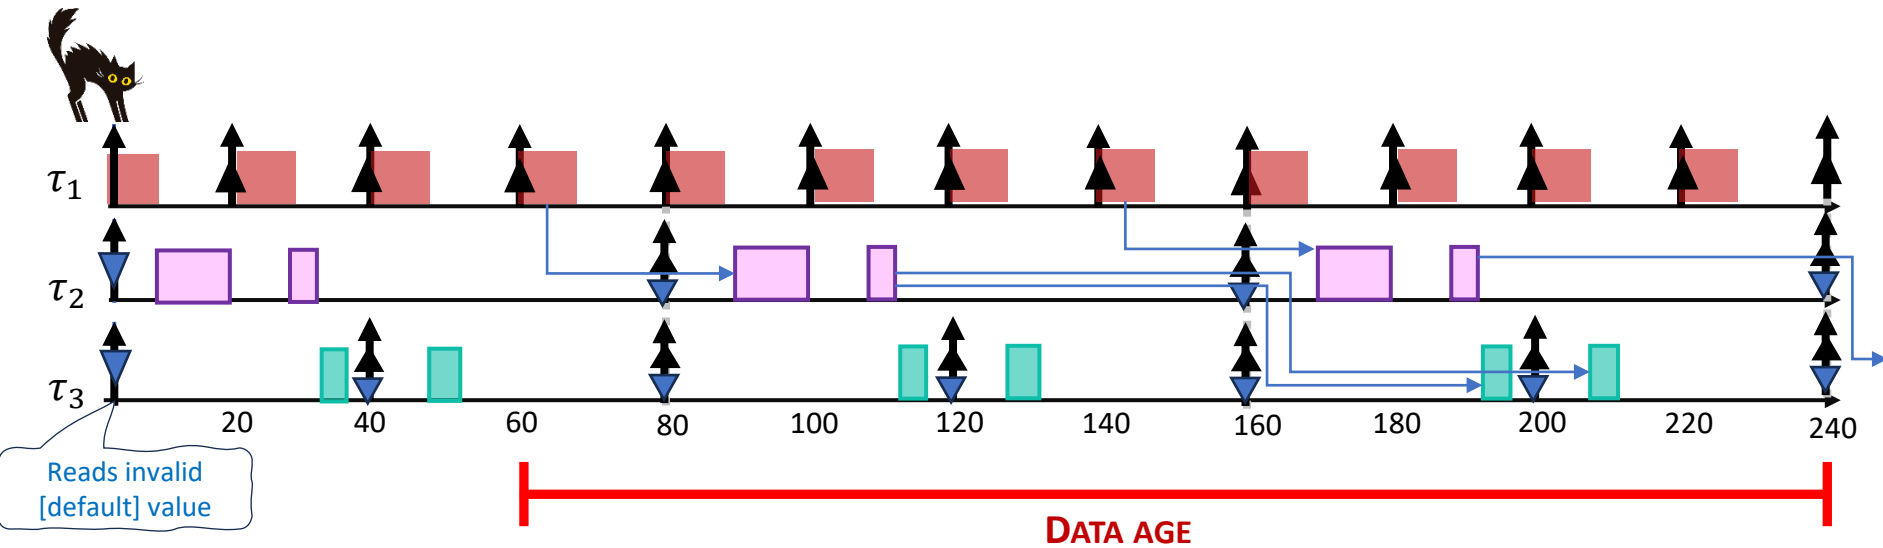 τ1
τ2
τ3
20 40 60 80 100 120 140 160 180 200 220 240
Reads invalid
[default] value
DATA AGE